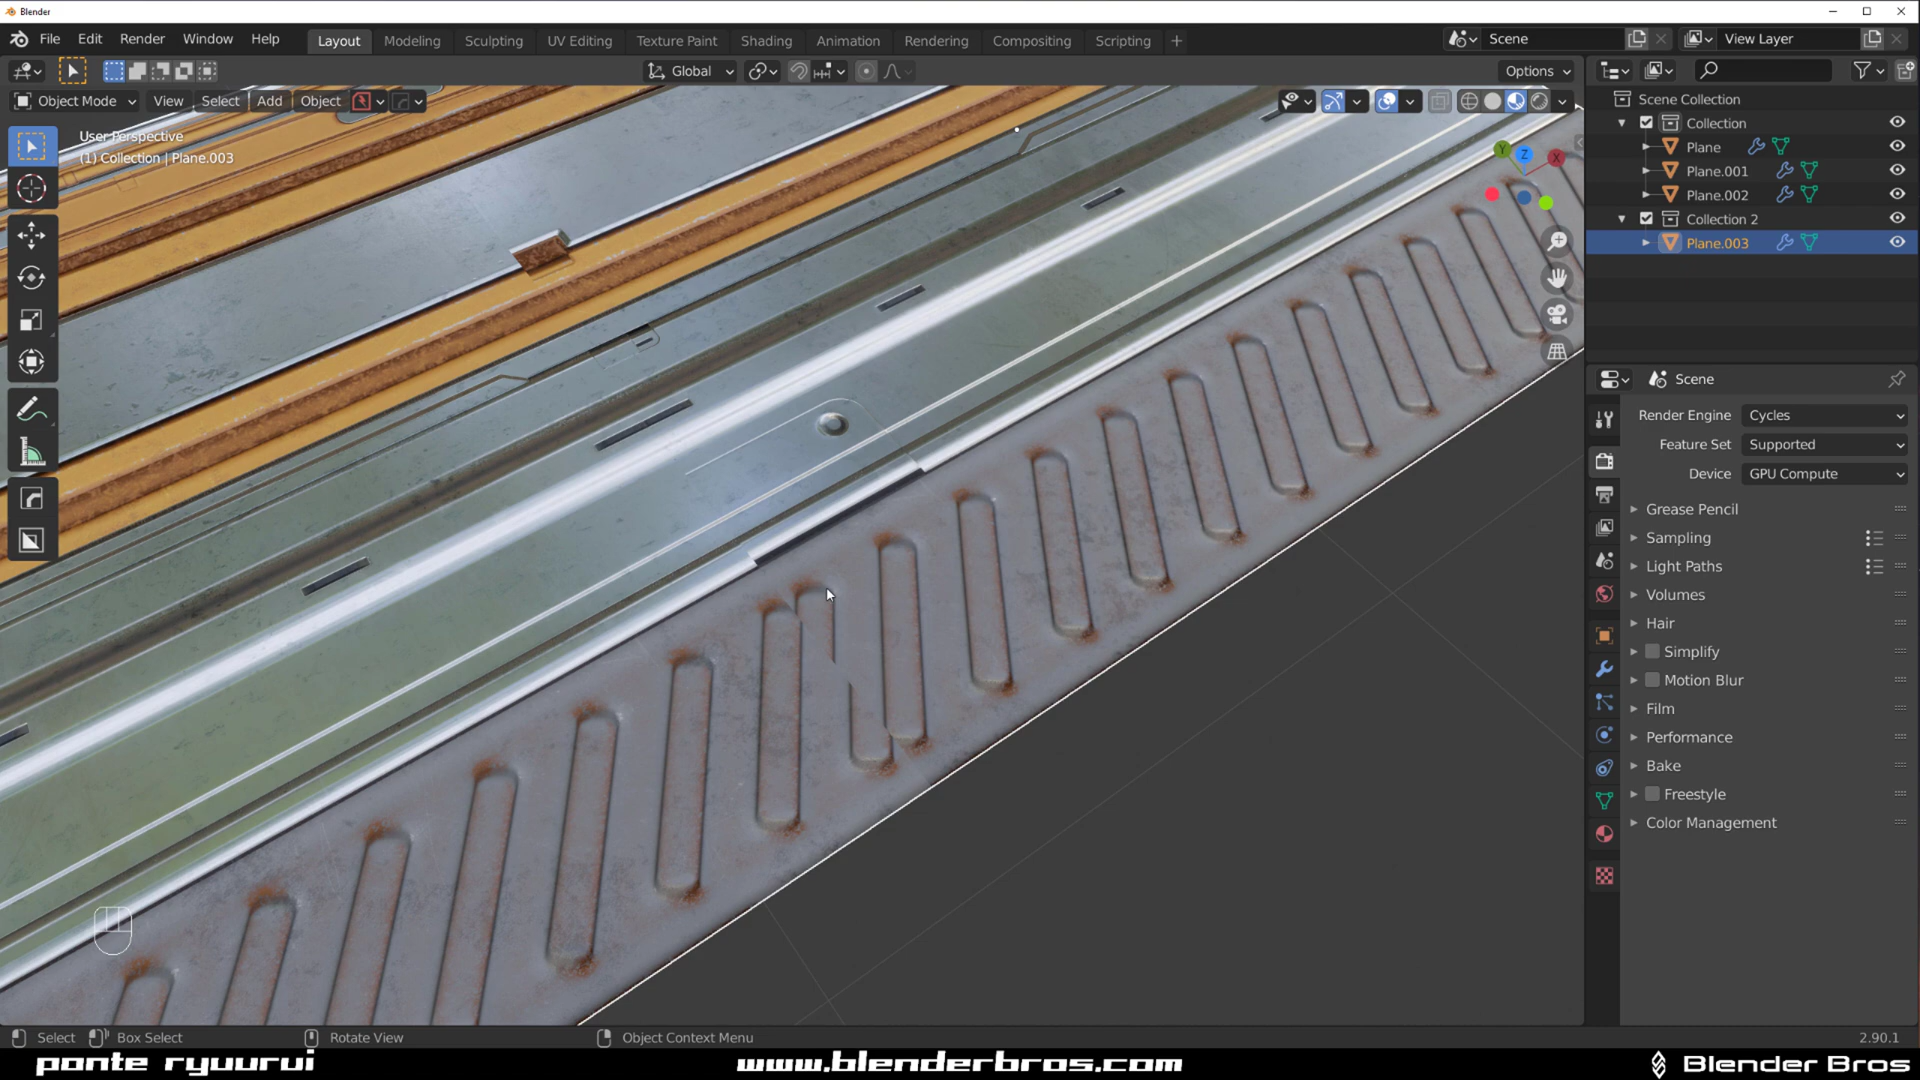 Blender
File Edit Render Window Help Layout Modeling Sculpting UV Editing Texture Paint Shading Animation Rendering Compositing Scripting + Scene View Layer
Global Options
Object Mode View Select Add Object
User Perspective
(1) Collection | Plane.003
Y Z X
Scene Collection
Collection
Plane
Plane.001
Plane.002
Collection 2
Plane.003
Scene
Render Engine Cycles
Feature Set Supported
Device GPU Compute
Grease Pencil
Sampling
Light Paths
Volumes
Hair
Simplify
Motion Blur
Film
Performance
Bake
Freestyle
Color Management
Select Box Select Rotate View Object Context Menu 2.90.1
ponte ryuurui www.blenderbros.com Blender Bros